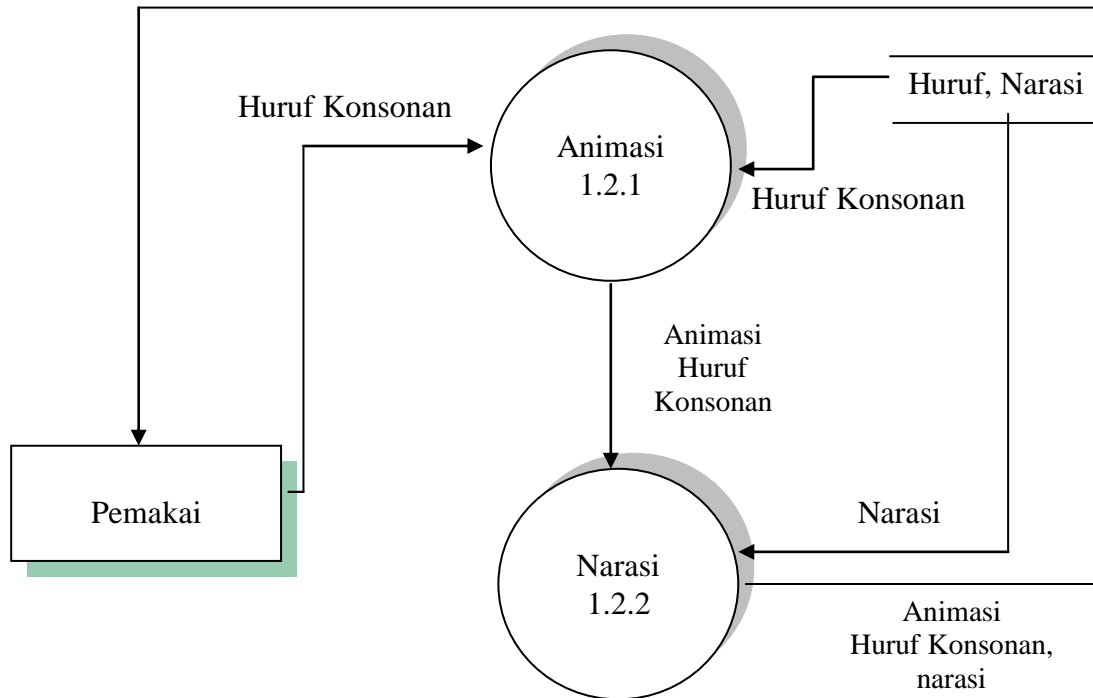 Huruf, Narasi
Huruf Konsonan
Animasi
1.2.1
Huruf Konsonan
Animasi
Huruf
Konsonan
Pemakai
Narasi
Narasi
1.2.2
Animasi
Huruf Konsonan,
narasi